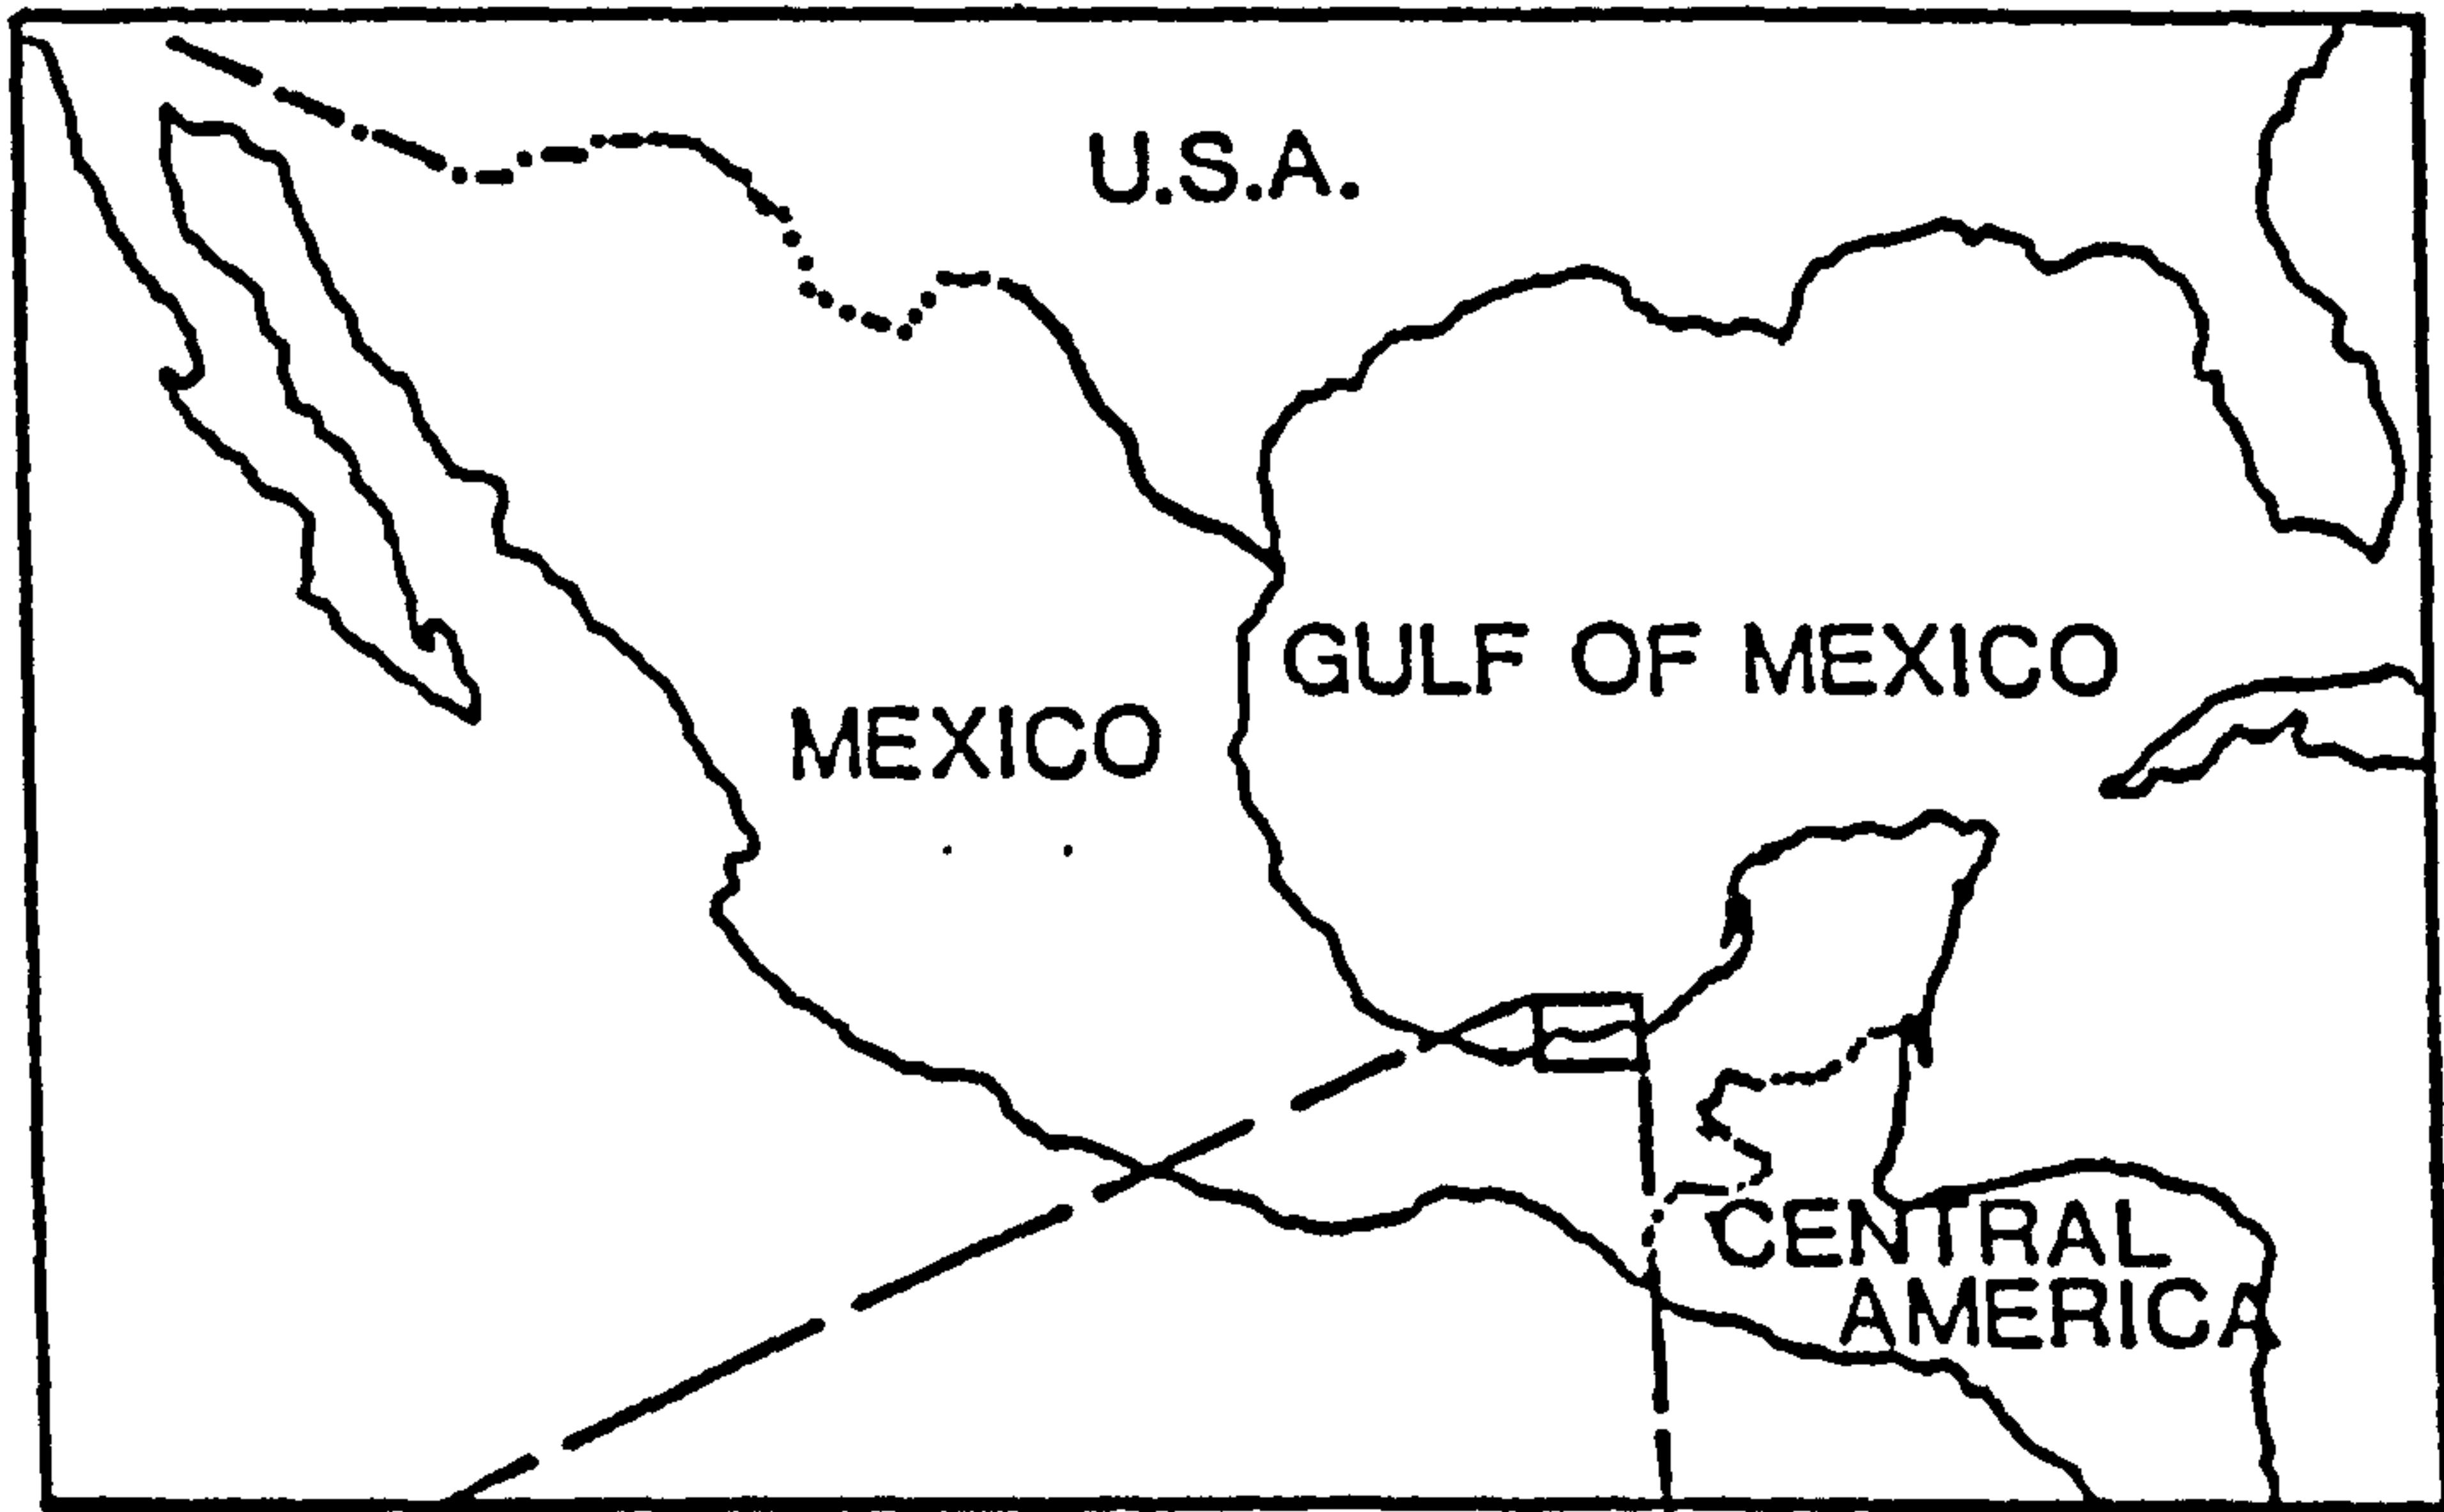 U.S.A.
GULF OF MEXICO
MEXICO
CENTRAL
AMERICA